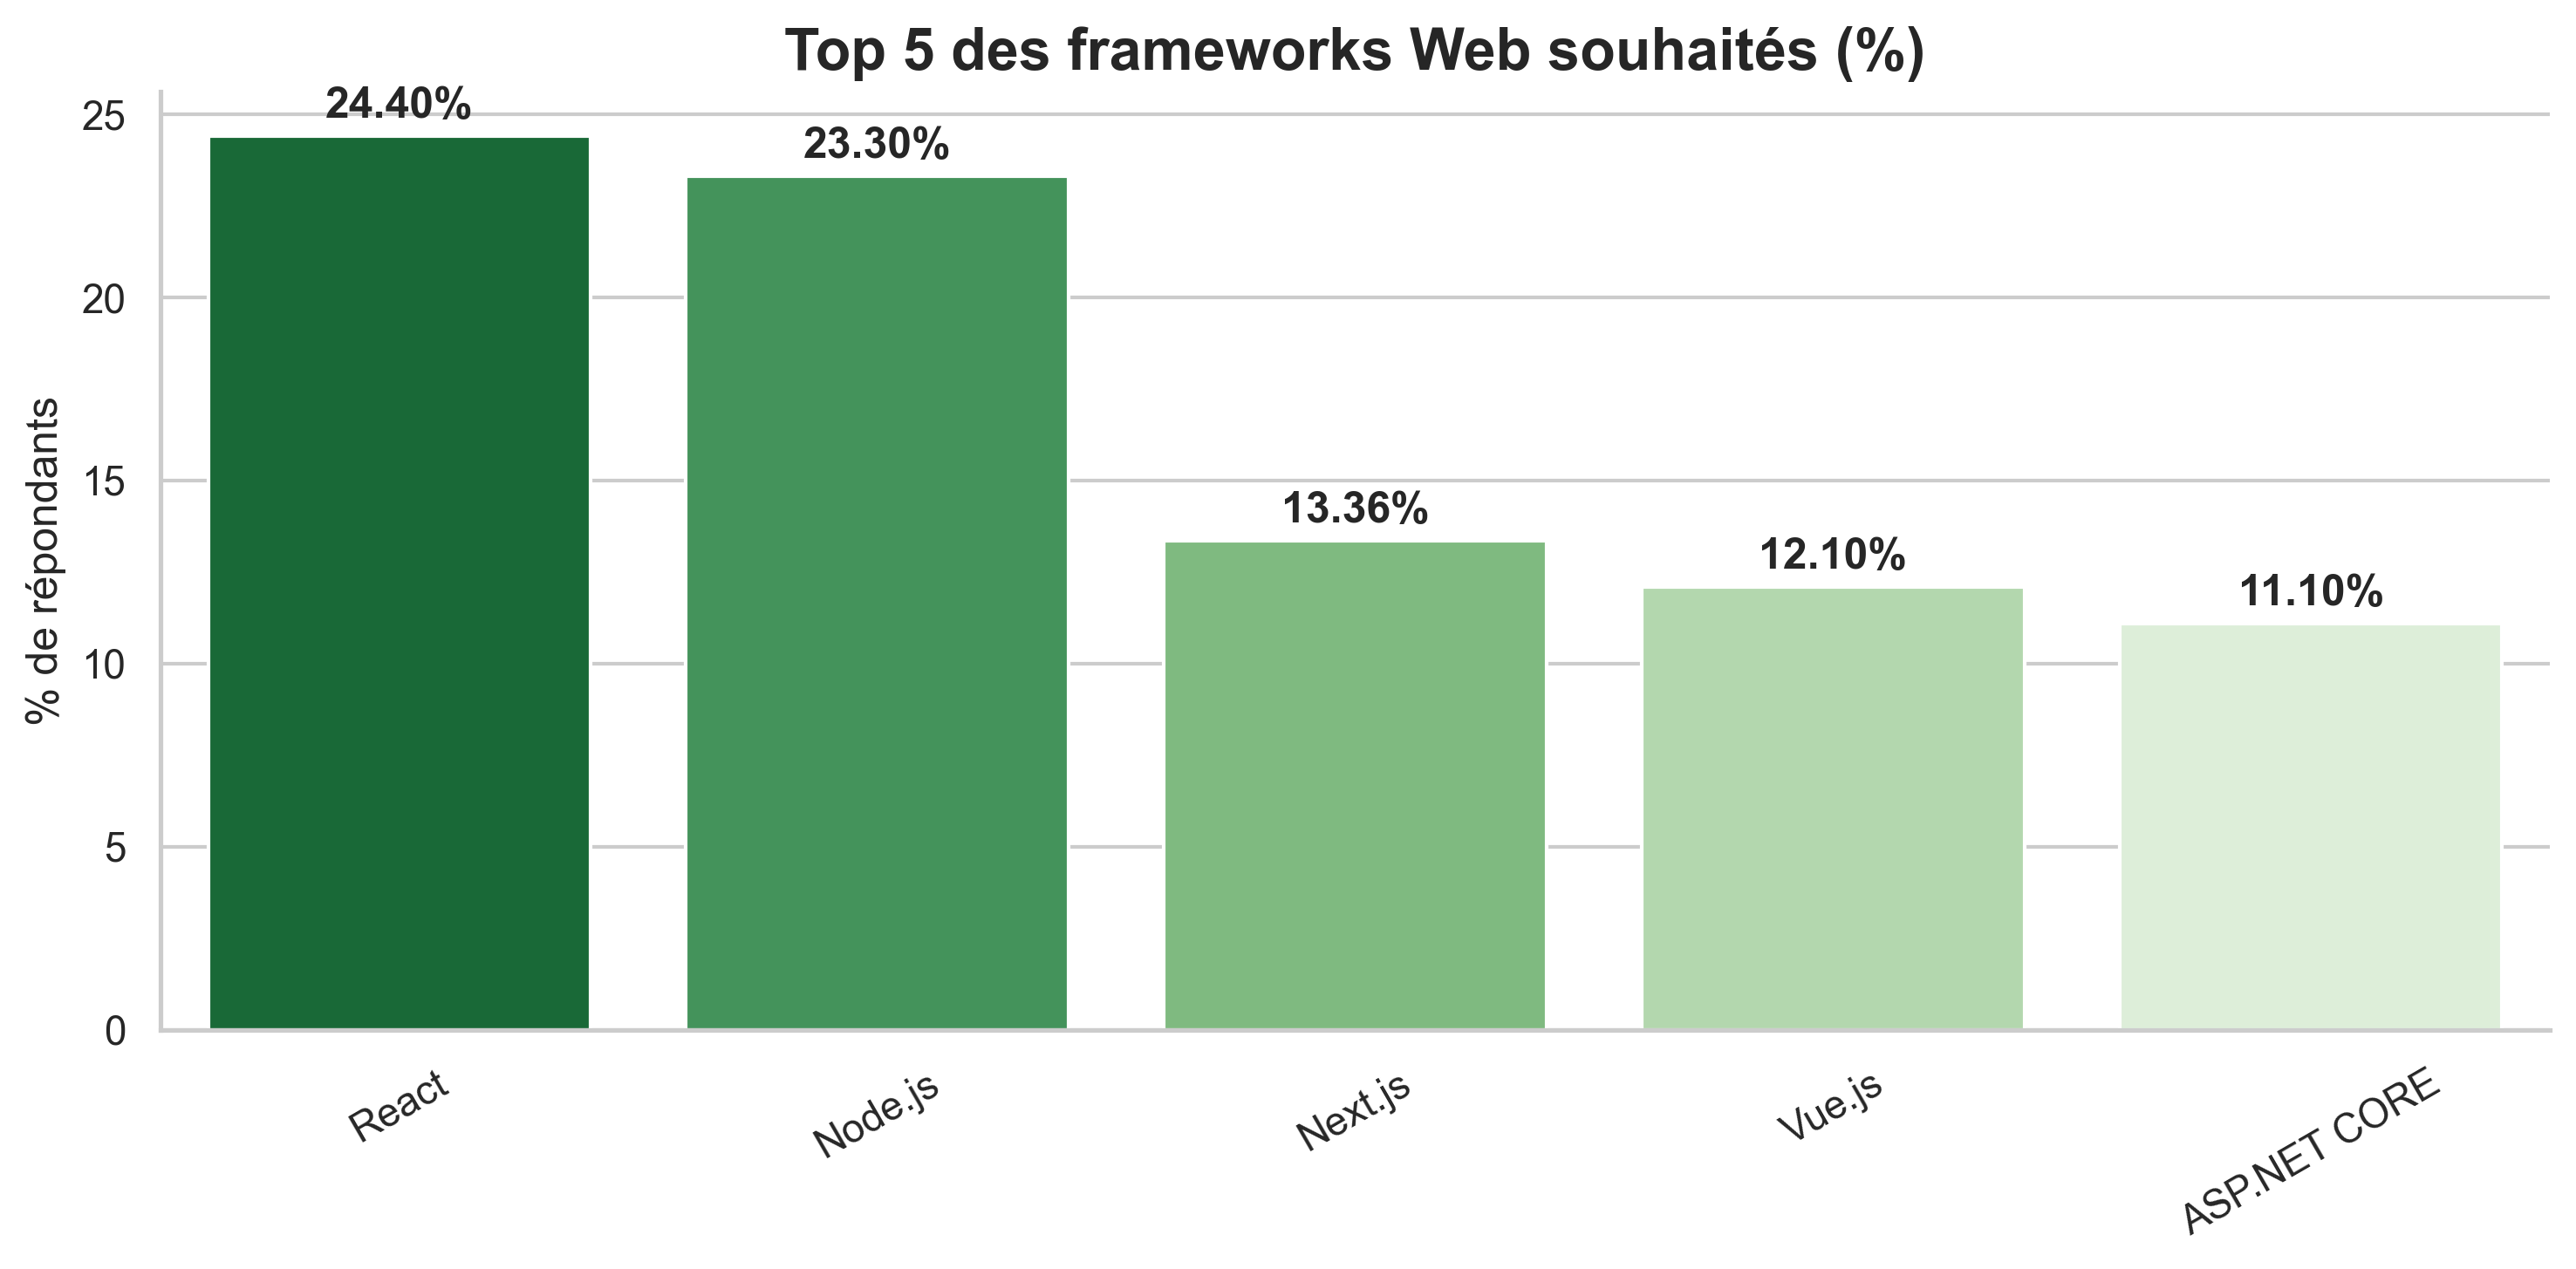 Top 5 des frameworks Web souhaités (%)
% de répondants
25
20
15
10
5
0
24.40%
23.30%
13.36%
12.10%
11.10%
React
Node.js
Next.js
Vue.js
ASP.NET CORE